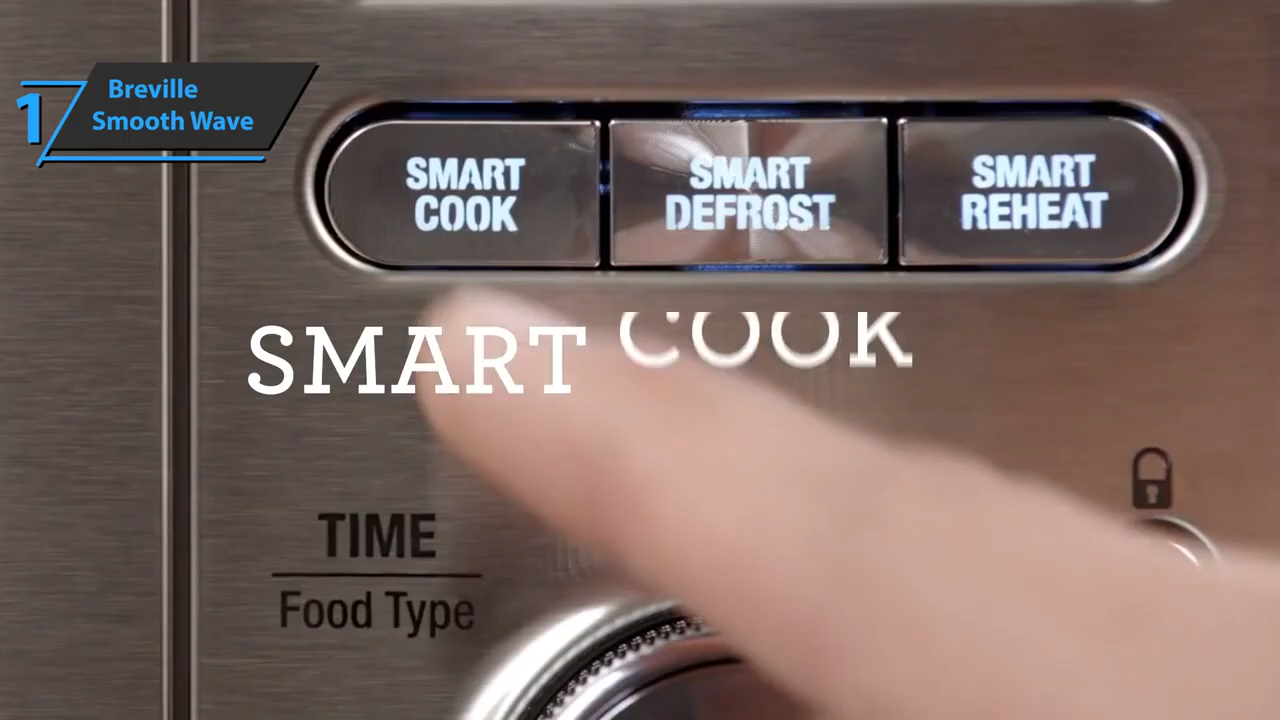 1
Breville
Smooth Wave
SMART
COOK
SMART
DEFROST
SMART
REHEAT
SMART COOK
TIME
Food Type